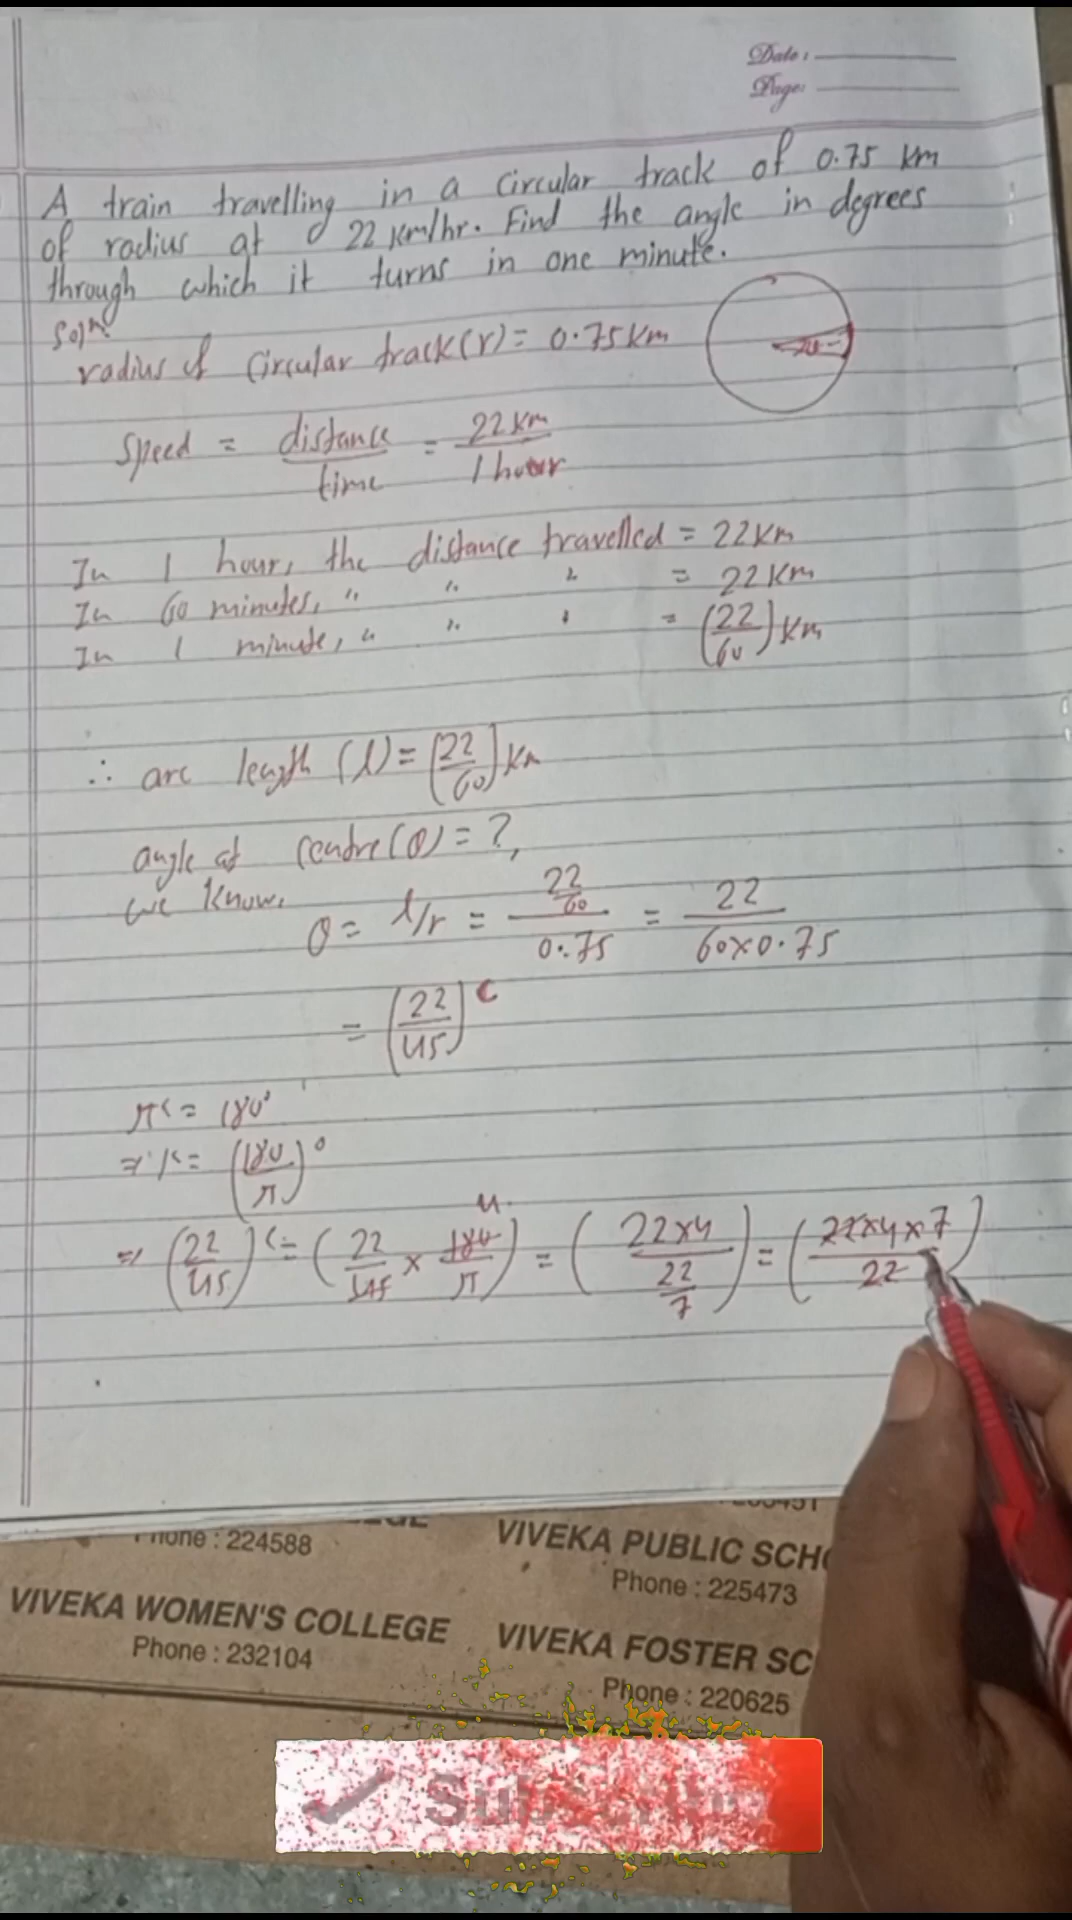 Date:
Page:
A train travelling in a circular track of 0.75 km
of radius at 22 km/hr. Find the angle in degrees
through which it turns in one minute.
Solⁿ
radius of circular track(r) = 0.75 km
Speed = distance/time = 22 km/1 hour
In 1 hour, the distance travelled = 22 km
In 60 minutes, " " " = 22 km
In 1 minute, " " " = (22/60) km
∴ arc length (l) = (22/60) km
angle at centre (θ) = ?,
we know,
θ = l/r = 22/60 / 0.75 = 22/60×0.75
= (22/45)ᶜ
πᶜ = 180°
⇒ 1ᶜ = (180/π)°
⇒ (22/45)ᶜ = (22/45 × 180/π) = (22×4 / 22/7) = (22×4×7/22)
4
Phone : 224588
VIVEKA PUBLIC SCHO
Phone : 225473
VIVEKA WOMEN'S COLLEGE
Phone : 232104
VIVEKA FOSTER SC
Phone : 220625